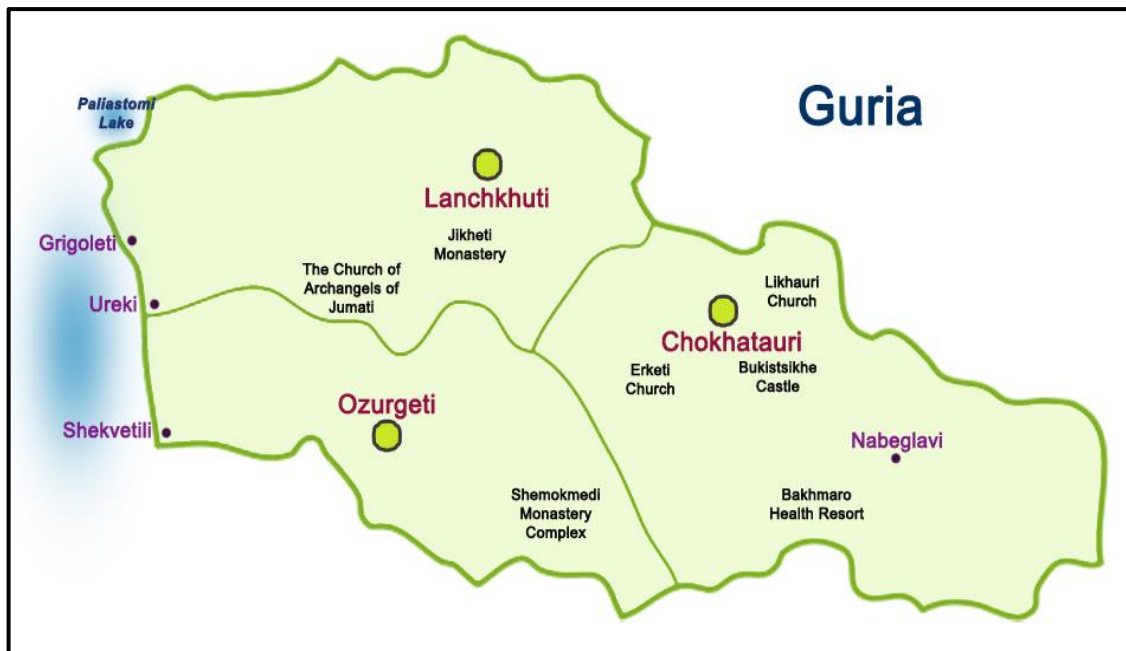 Guria
Paliastomi
Lake
Lanchkhuti
Jikheti
Monastery
Grigoleti
The Church of
Archangels of
Jumati
Ureki
Likhauri
Church
Chokhatauri
Erketi
Church
Bukistsikhe
Castle
Ozurgeti
Shekvetili
Nabeglavi
Shemokmedi
Monastery
Complex
Bakhmaro
Health Resort